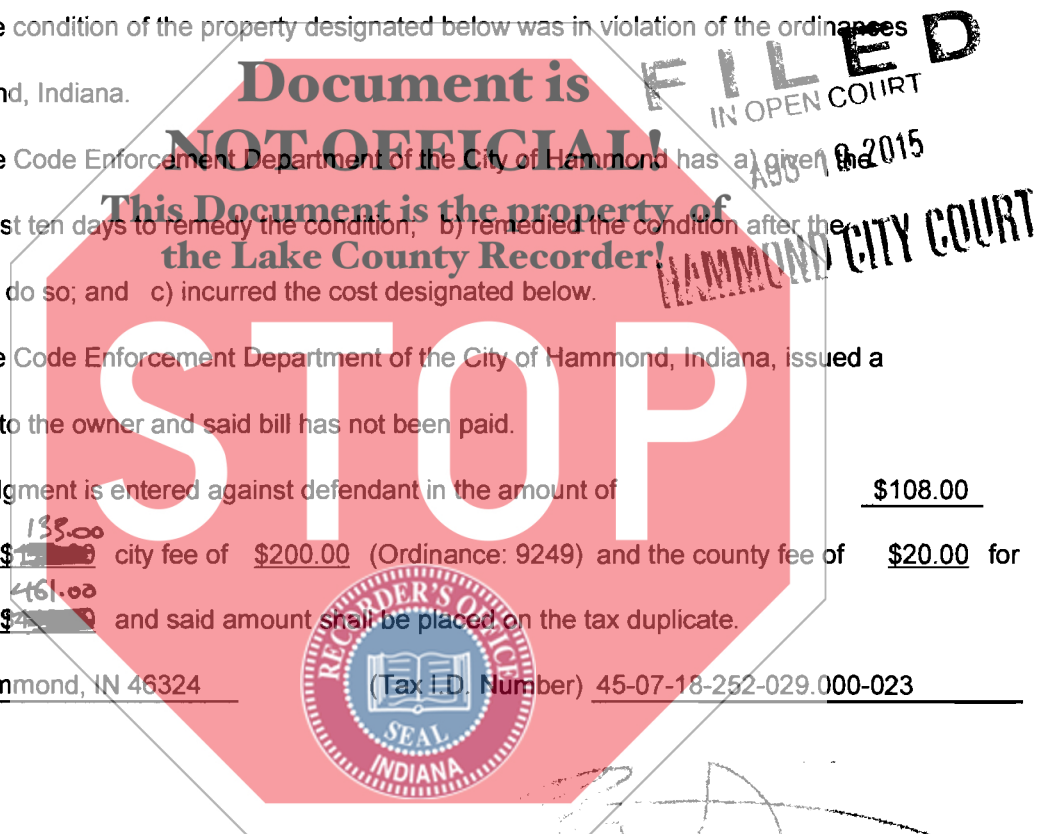 e condition of the property designated below was in violation of the ordinances
nd, Indiana.
Document is
NOT OFFICIAL!
This Document is the property of
the Lake County Recorder!
FILED
IN OPEN COURT
AUG 2015
HAMMOND CITY COURT
e Code Enforcement Department of the City of Hammond has a) given the
st ten days to remedy the condition; b) remedied the condition after the
do so; and c) incurred the cost designated below.
STOP
e Code Enforcement Department of the City of Hammond, Indiana, issued a
to the owner and said bill has not been paid.
dgment is entered against defendant in the amount of $108.00
135.00
$ city fee of $200.00 (Ordinance: 9249) and the county fee of $20.00 for
461.00
$ and said amount shall be placed on the tax duplicate.
mmond, IN 46324 (Tax I.D. Number) 45-07-18-252-029.000-023
RECORDER'S OFFICE
SEAL
INDIANA